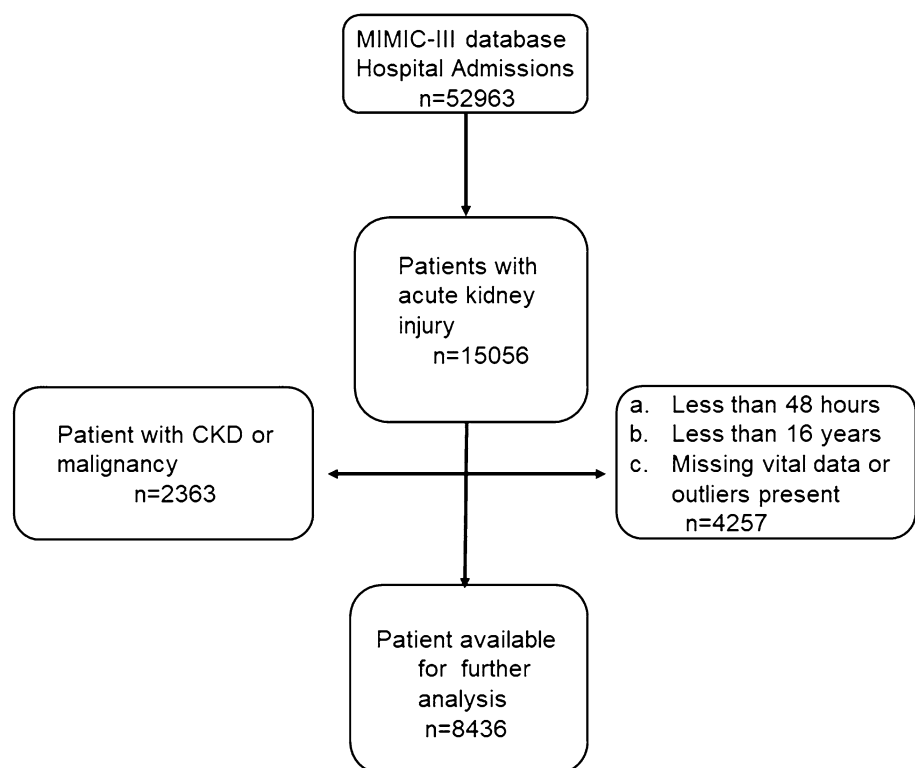 MIMIC-III database
Hospital Admissions
n=52963
Patients with
acute kidney
injury
n=15056
Patient with CKD or
malignancy
n=2363
a. Less than 48 hours
b. Less than 16 years
c. Missing vital data or
outliers present
n=4257
Patient available
for further
analysis
n=8436